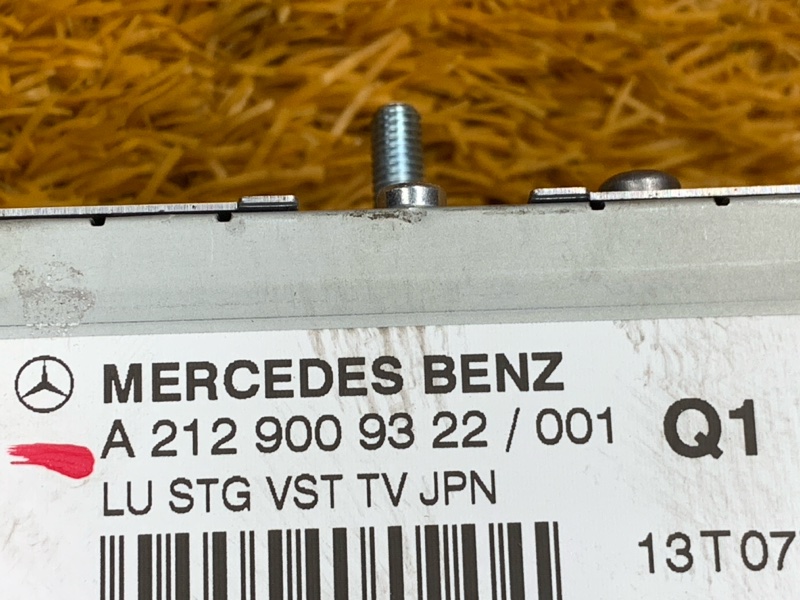 MERCEDES BENZ
A 212 900 93 22 / 001 Q1
LU STG VST TV JPN
13T07